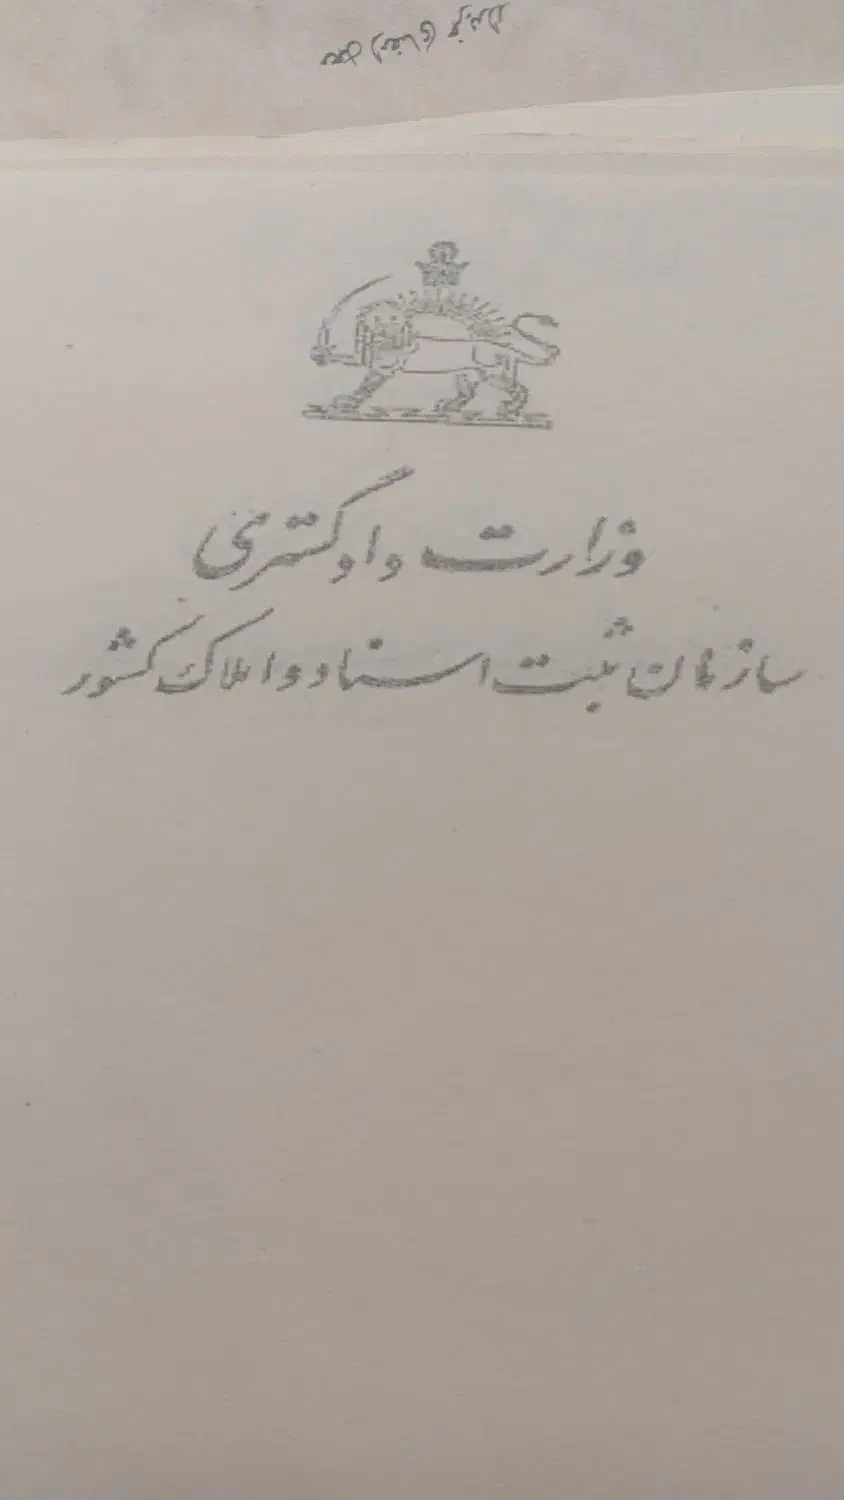 وزارت دادگستری
سازمان ثبت اسناد و املاک کشور